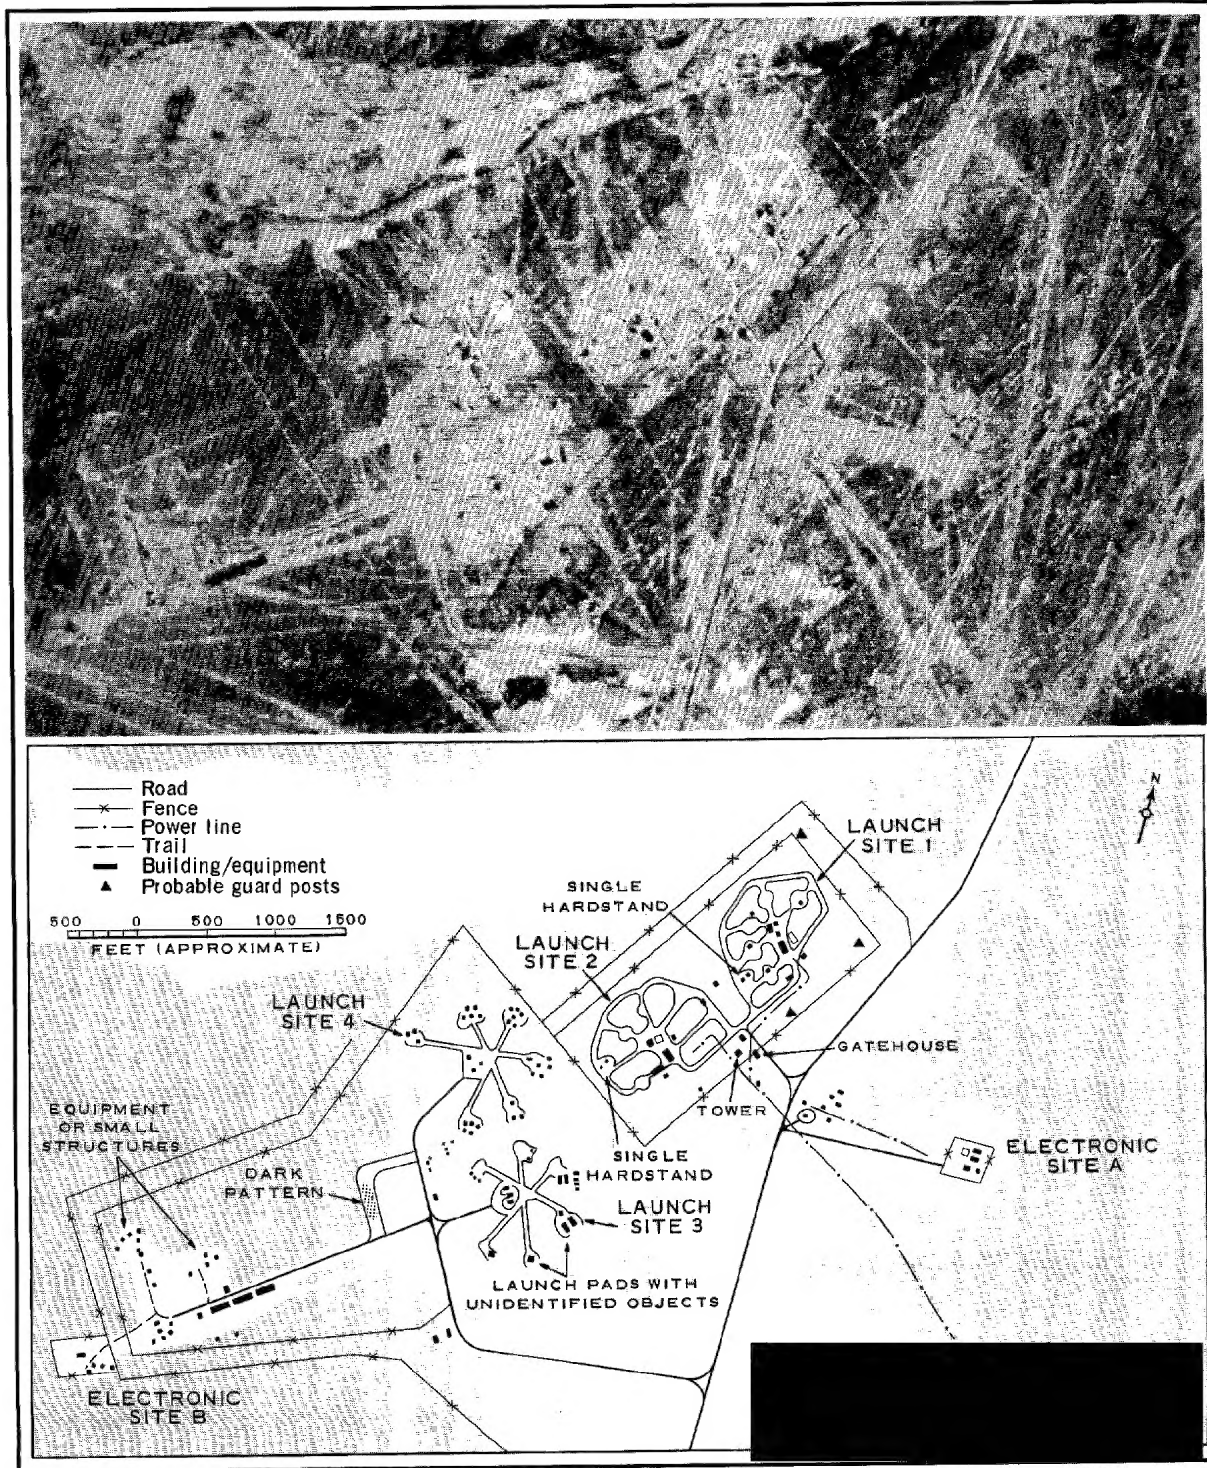 Road
Fence
Power line
Trail
Building/equipment
Probable guard posts
500 0 500 1000 1500
FEET (APPROXIMATE)
N
LAUNCH
SITE 1
SINGLE
HARDSTAND
LAUNCH
SITE 2
LAUNCH
SITE 4
GATEHOUSE
TOWER
EQUIPMENT
OR SMALL
STRUCTURES
DARK
PATTERN
SINGLE
HARDSTAND
ELECTRONIC
SITE A
LAUNCH
SITE 3
LAUNCH PADS WITH
UNIDENTIFIED OBJECTS
ELECTRONIC
SITE B